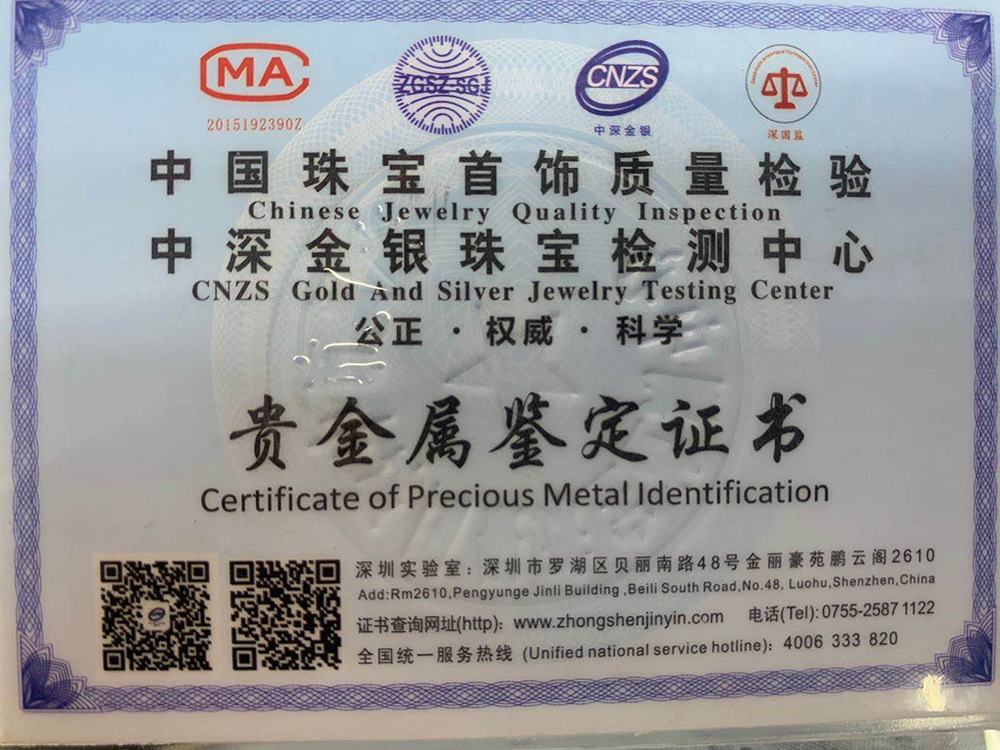 MA
20152192390Z
ZGSZ-SGJ
CNZS
中深金银
深国监
中国珠宝首饰质量检验
Chinese Jewelry Quality Inspection
中深金银珠宝检测中心
CNZS Gold And Silver Jewelry Testing Center
公正·权威·科学
贵金属鉴定证书
Certificate of Precious Metal Identification
深圳实验室：深圳市罗湖区贝丽南路48号金丽豪苑鹏云阁2610
Add:Rm2610,Pengyunge Jinli Building ,Beili South Road,No.48, Luohu,Shenzhen,China
证书查询网址(http)：www.zhongshenjinyin.com 电话(Tel)：0755-2587 1122
全国统一服务热线 (Unified national service hotline)：4006 333 820